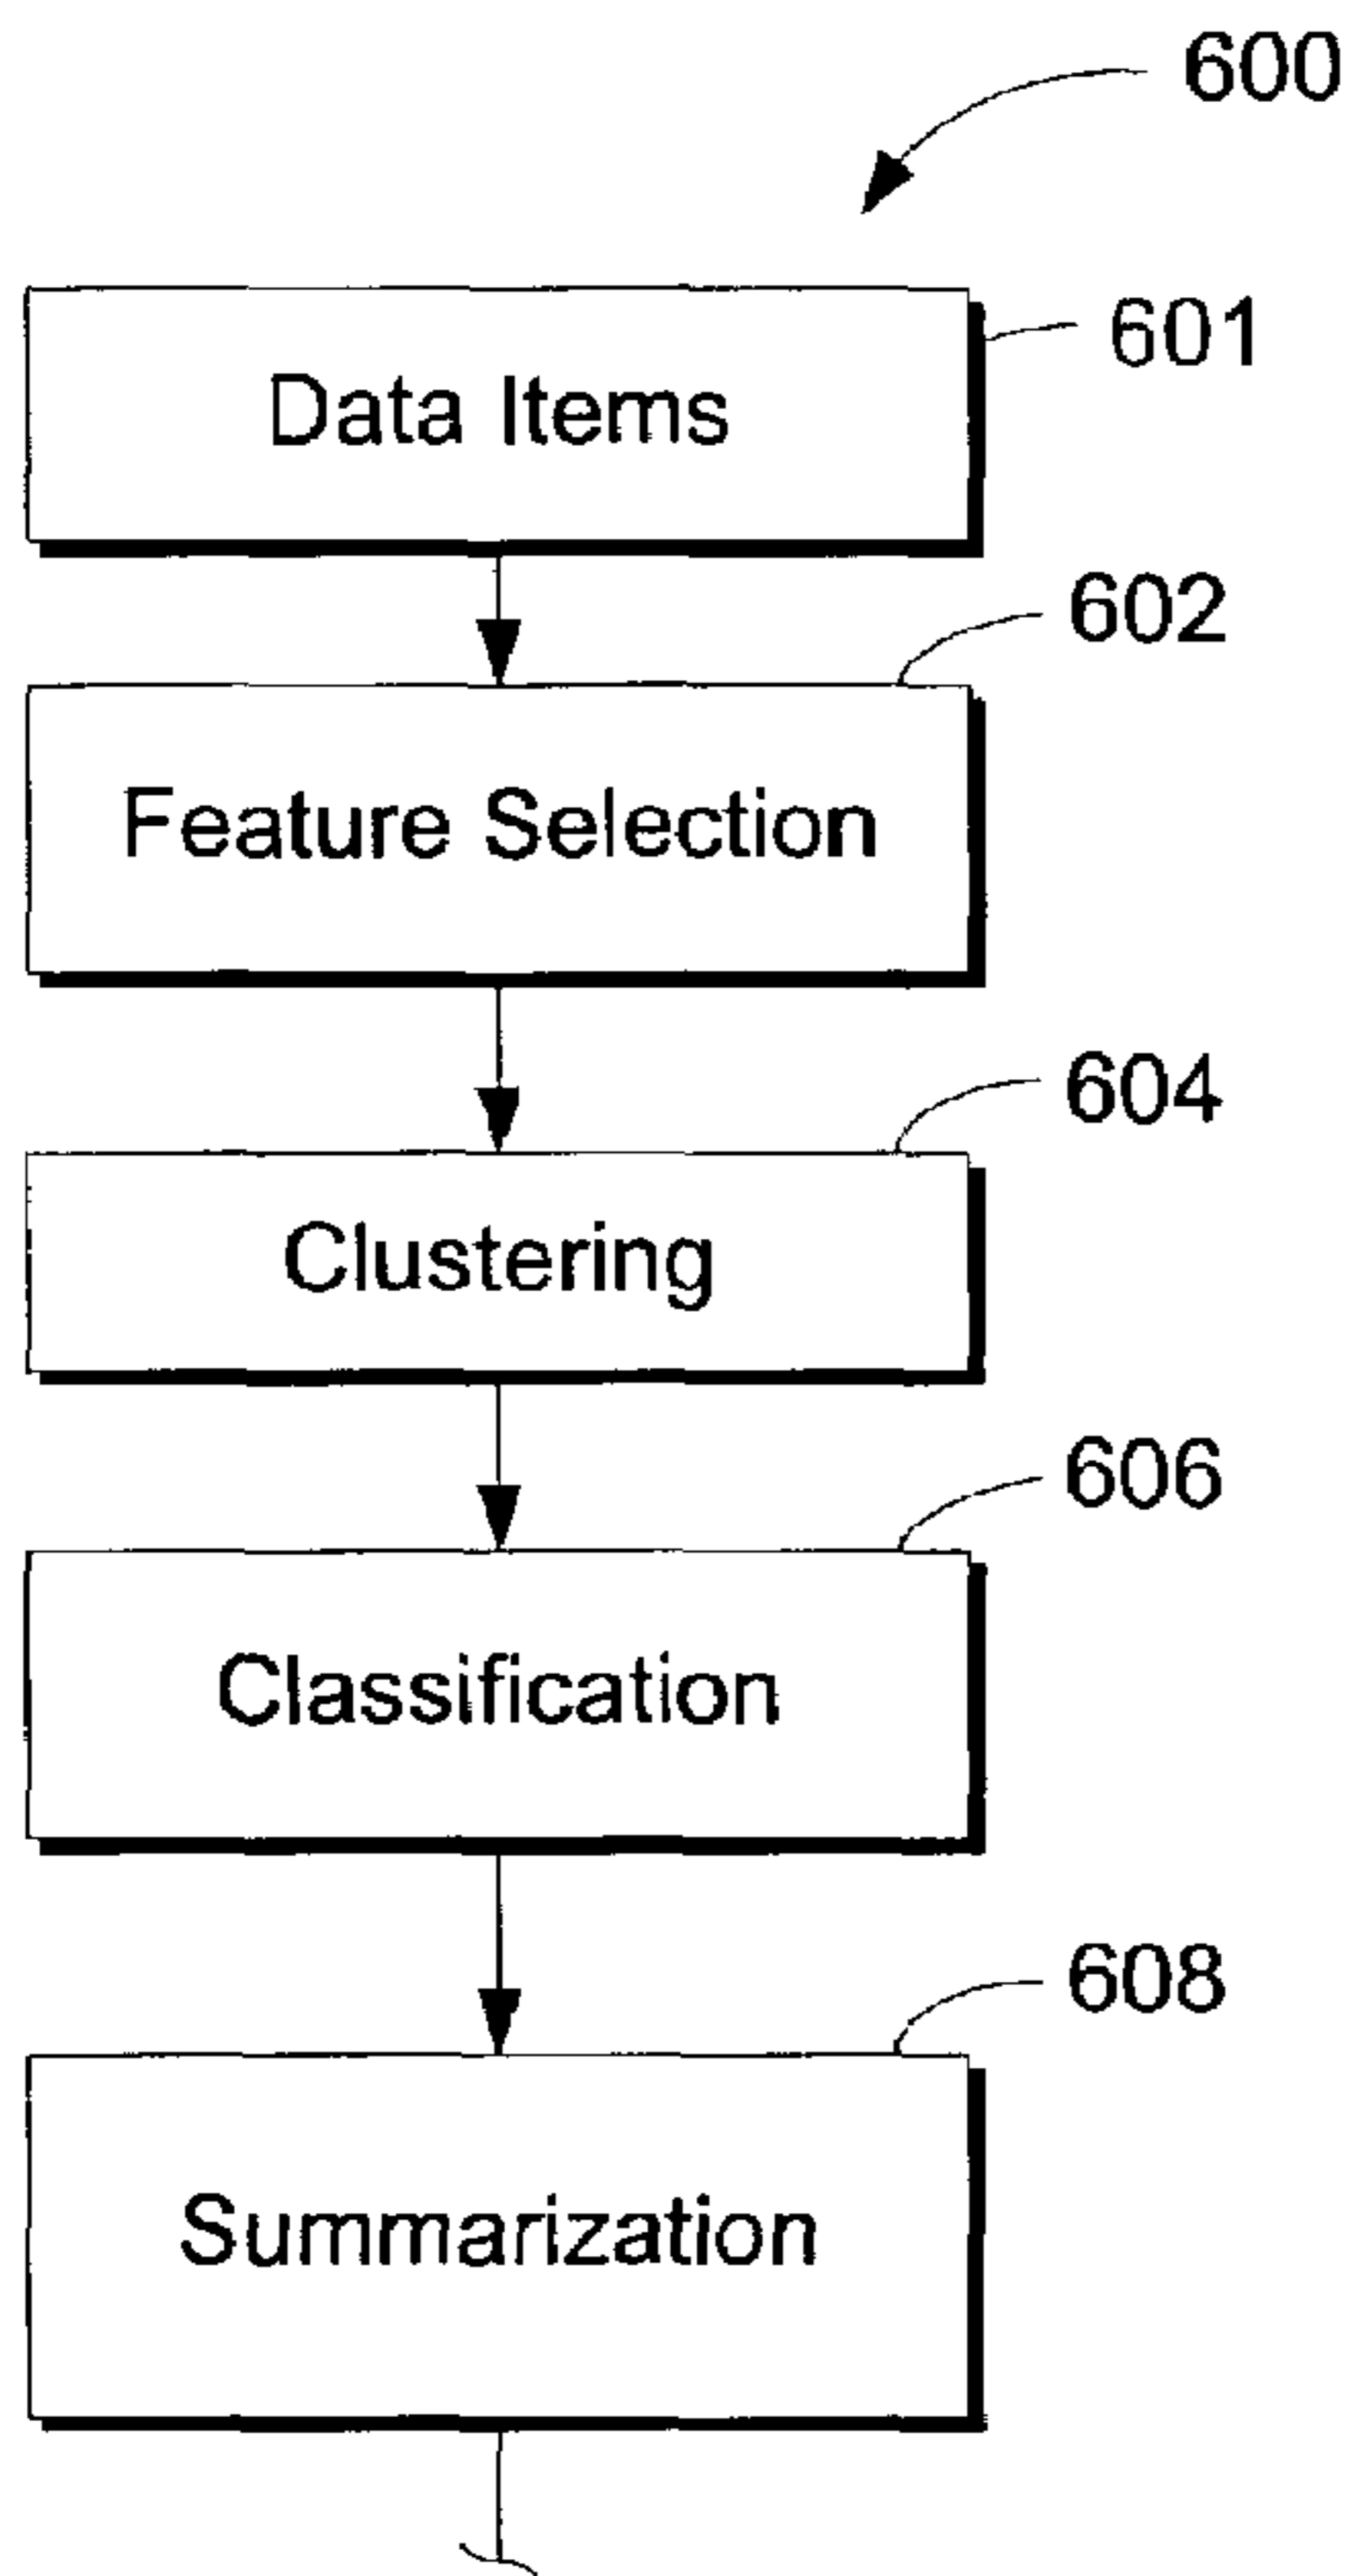 600
601
Data Items
602
Feature Selection
604
Clustering
606
Classification
608
Summarization